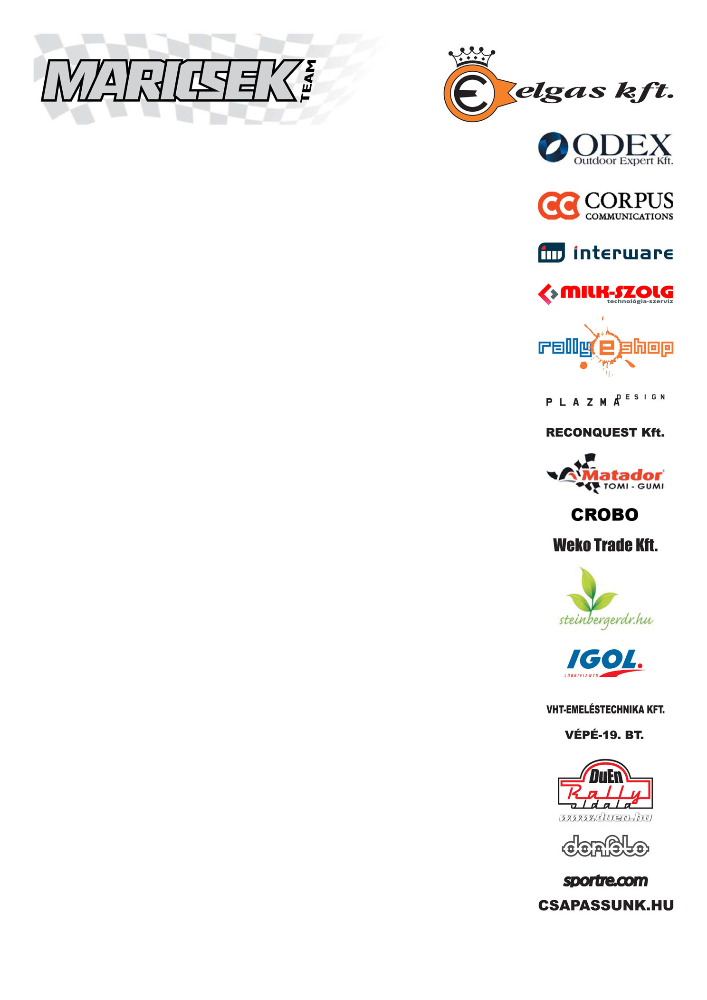 MARICSEK
TEAM
elgas kft.
ODEX
Outdoor Expert Kft.
CC CORPUS
COMMUNICATIONS
iw interware
MILK-SZOLG
technológia-szerviz
rally e shop
PLAZMA DESIGN
RECONQUEST Kft.
Matador
TOMI - GUMI
CROBO
Weko Trade Kft.
steinbergerdr.hu
IGOL.
LUBRIFIANTS
VHT-EMELÉSTECHNIKA KFT.
VÉPÉ-19. BT.
DuEn
Rally
www.duen.hu
donfoto
sportre.com
CSAPASSUNK.HU